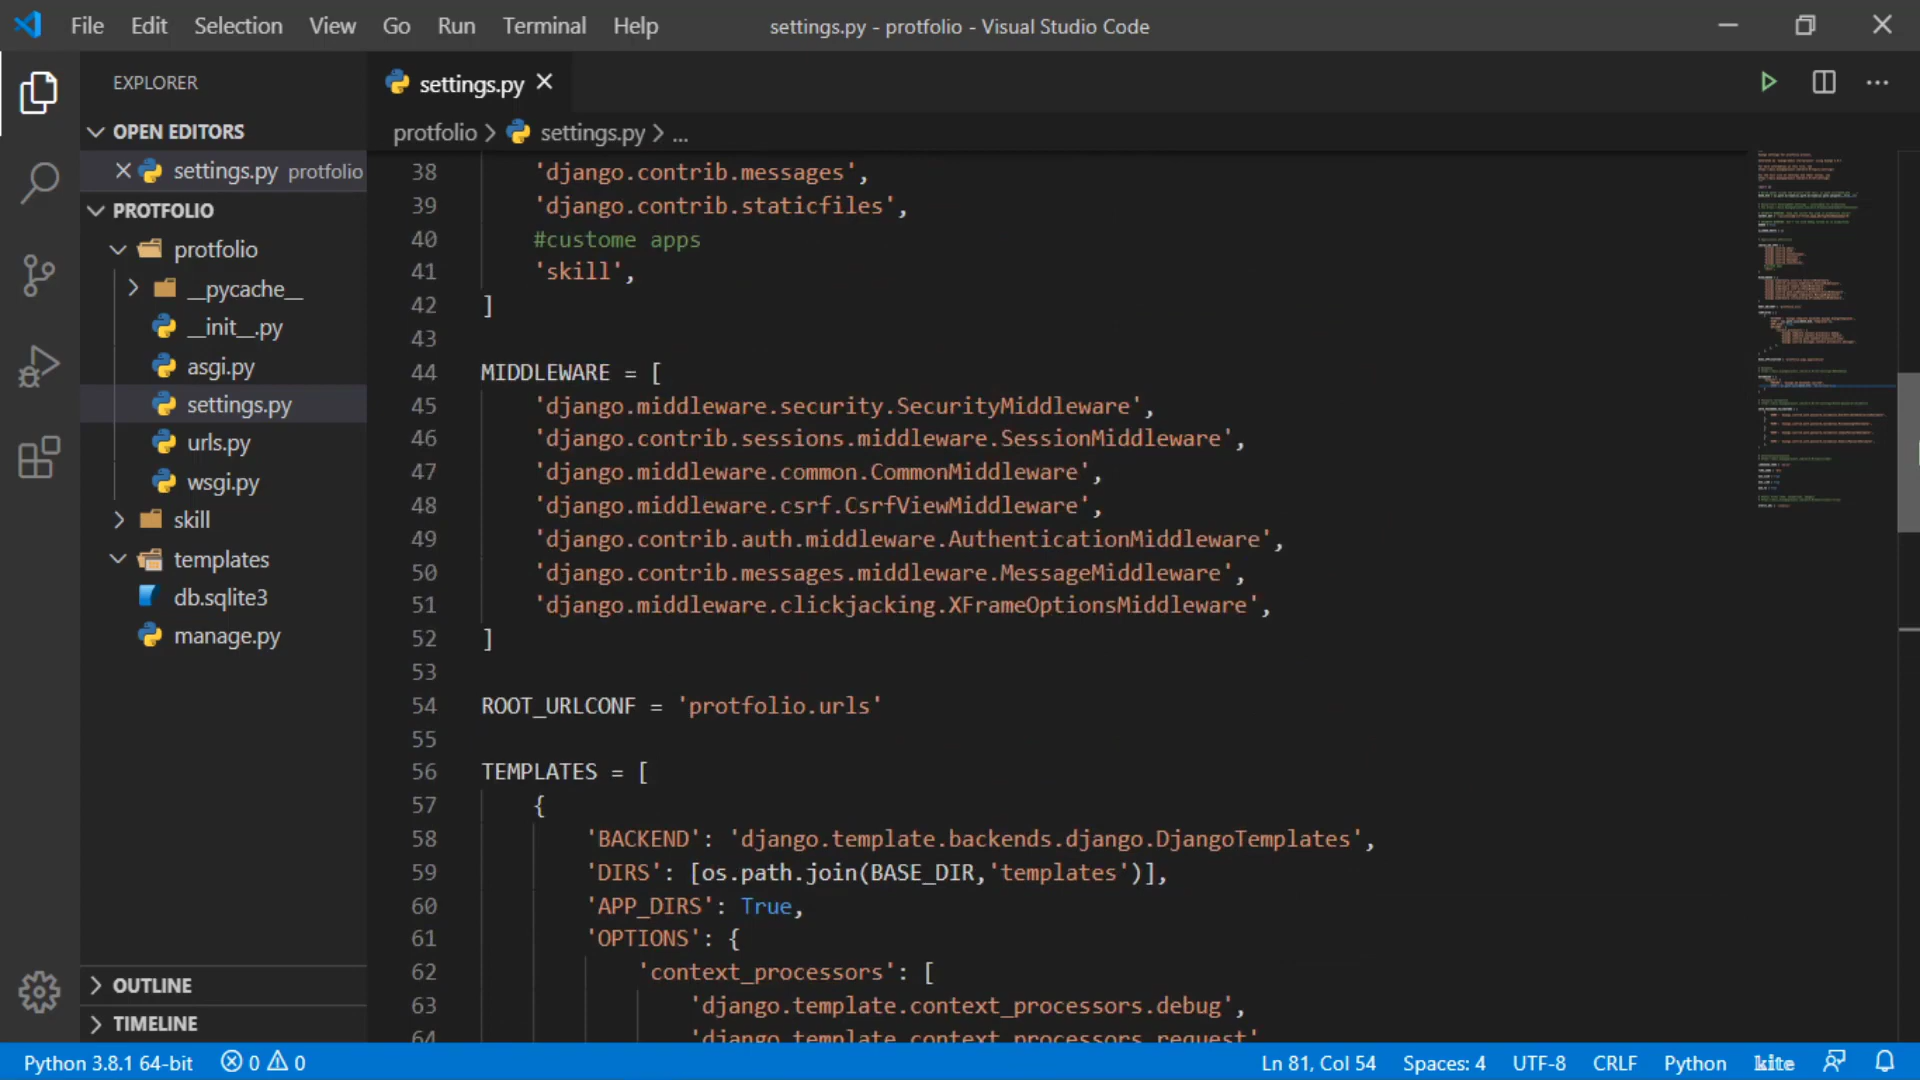 File Edit Selection View Go Run Terminal Help
settings.py - protfolio - Visual Studio Code
EXPLORER
OPEN EDITORS
settings.py protfolio
PROTFOLIO
protfolio
__pycache__
__init__.py
asgi.py
settings.py
urls.py
wsgi.py
skill
templates
db.sqlite3
manage.py
OUTLINE
TIMELINE
settings.py
protfolio > settings.py > ...
38 'django.contrib.messages',
39 'django.contrib.staticfiles',
40 #custome apps
41 'skill',
42 ]
43
44 MIDDLEWARE = [
45 'django.middleware.security.SecurityMiddleware',
46 'django.contrib.sessions.middleware.SessionMiddleware',
47 'django.middleware.common.CommonMiddleware',
48 'django.middleware.csrf.CsrfViewMiddleware',
49 'django.contrib.auth.middleware.AuthenticationMiddleware',
50 'django.contrib.messages.middleware.MessageMiddleware',
51 'django.middleware.clickjacking.XFrameOptionsMiddleware',
52 ]
53
54 ROOT_URLCONF = 'protfolio.urls'
55
56 TEMPLATES = [
57 {
58 'BACKEND': 'django.template.backends.django.DjangoTemplates',
59 'DIRS': [os.path.join(BASE_DIR,'templates')],
60 'APP_DIRS': True,
61 'OPTIONS': {
62 'context_processors': [
63 'django.template.context_processors.debug',
64 'django.template.context_processors.request'
Python 3.8.1 64-bit 0 0
Ln 81, Col 54 Spaces: 4 UTF-8 CRLF Python kite